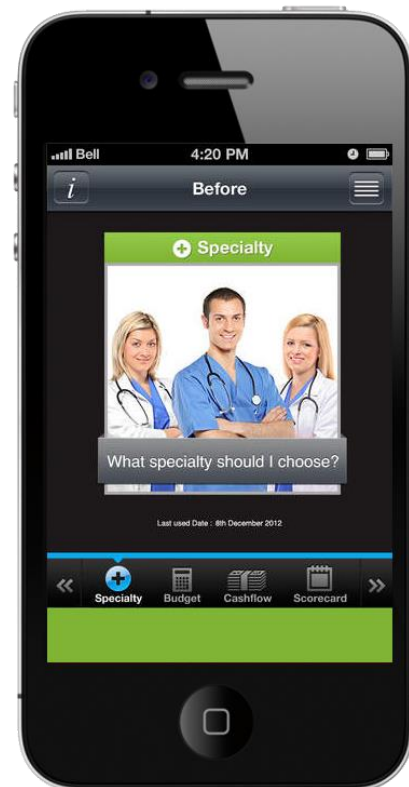 Bell 4:20 PM
i Before
Specialty
What specialty should I choose?
Last used Date : 8th December 2012
Specialty Budget Cashflow Scorecard